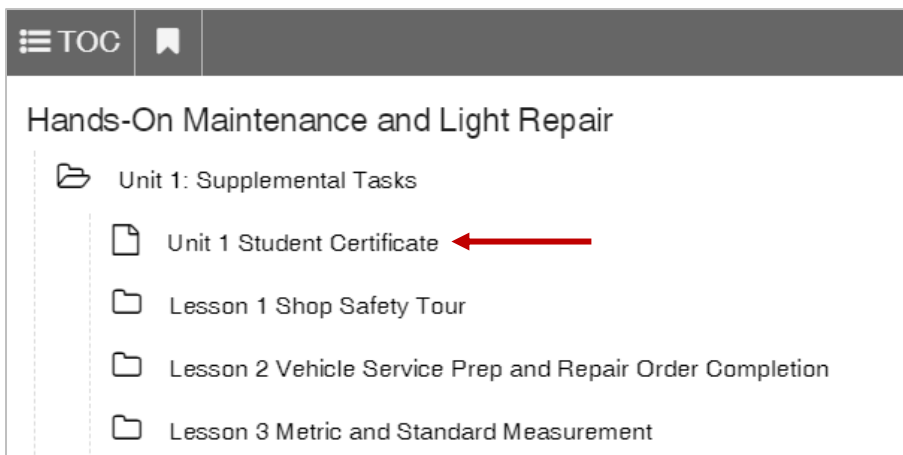 TOC
Hands-On Maintenance and Light Repair
Unit 1: Supplemental Tasks
Unit 1 Student Certificate
Lesson 1 Shop Safety Tour
Lesson 2 Vehicle Service Prep and Repair Order Completion
Lesson 3 Metric and Standard Measurement